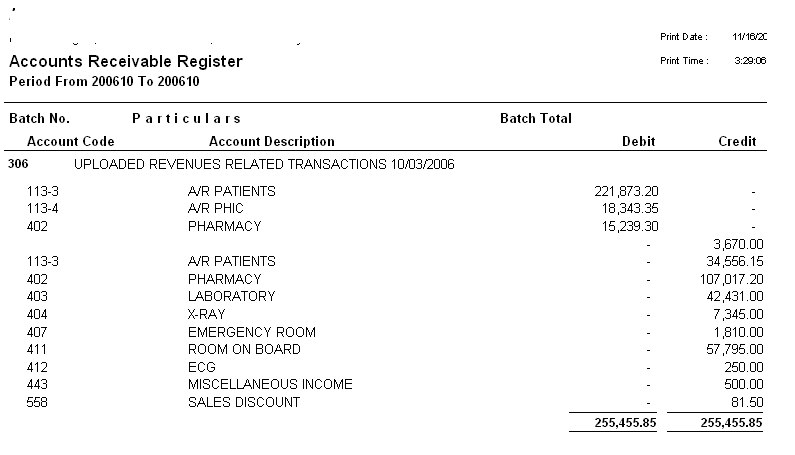 Print Date : 11/16/20
Accounts Receivable Register Print Time : 3:29:06
Period From 200610 To 200610
Batch No. Particulars Batch Total
Account Code Account Description Debit Credit
306 UPLOADED REVENUES RELATED TRANSACTIONS 10/03/2006
113-3 A/R PATIENTS 221,873.20 -
113-4 A/R PHIC 18,343.35 -
402 PHARMACY 15,239.30 -
- 3,670.00
113-3 A/R PATIENTS - 34,556.15
402 PHARMACY - 107,017.20
403 LABORATORY - 42,431.00
404 X-RAY - 7,345.00
407 EMERGENCY ROOM - 1,810.00
411 ROOM ON BOARD - 57,795.00
412 ECG - 250.00
443 MISCELLANEOUS INCOME - 500.00
558 SALES DISCOUNT - 81.50
255,455.85 255,455.85